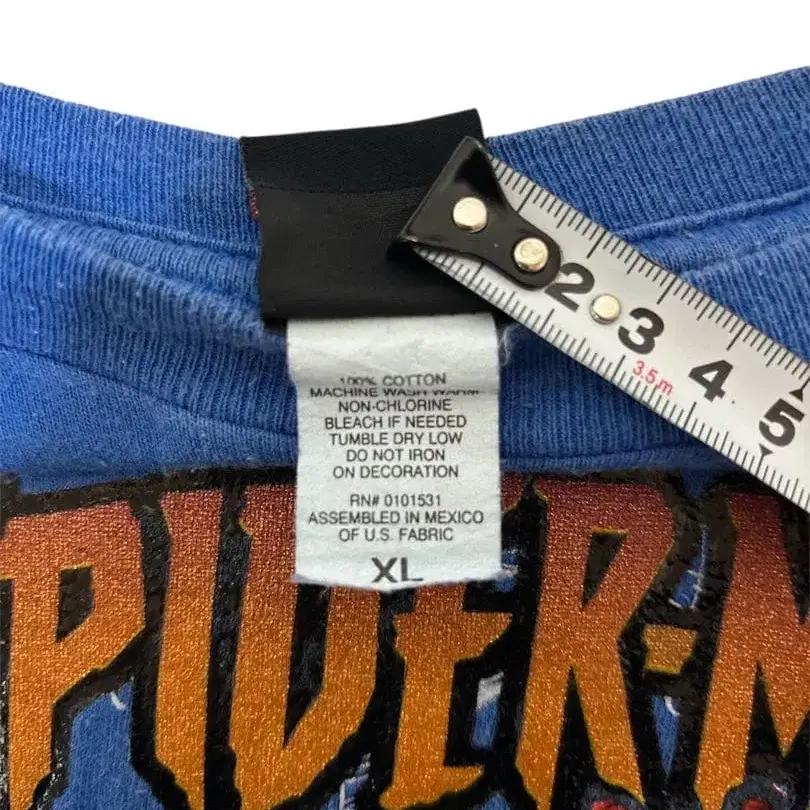 100% COTTON
MACHINE WASH WARM
NON-CHLORINE
BLEACH IF NEEDED
TUMBLE DRY LOW
DO NOT IRON
ON DECORATION
RN# 0101531
ASSEMBLED IN MEXICO
OF U.S. FABRIC
XL
2 3 4 5
3.5m
PIDER-M